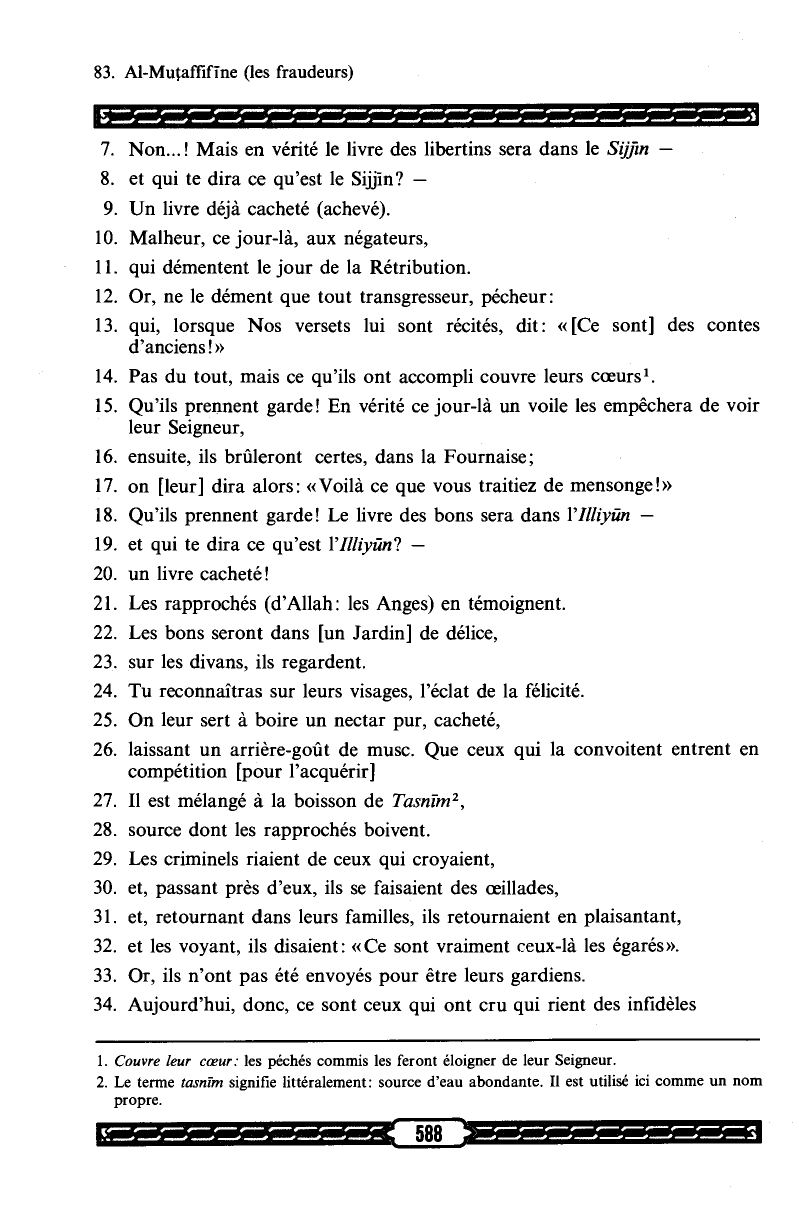 83. Al-Muṭaffifīne (les fraudeurs)
7. Non...! Mais en vérité le livre des libertins sera dans le Sijjīn —
8. et qui te dira ce qu'est le Sijjīn? —
9. Un livre déjà cacheté (achevé).
10. Malheur, ce jour-là, aux négateurs,
11. qui démentent le jour de la Rétribution.
12. Or, ne le dément que tout transgresseur, pécheur:
13. qui, lorsque Nos versets lui sont récités, dit: «[Ce sont] des contes
d'anciens!»
14. Pas du tout, mais ce qu'ils ont accompli couvre leurs cœurs¹.
15. Qu'ils prennent garde! En vérité ce jour-là un voile les empêchera de voir
leur Seigneur,
16. ensuite, ils brûleront certes, dans la Fournaise;
17. on [leur] dira alors: «Voilà ce que vous traitiez de mensonge!»
18. Qu'ils prennent garde! Le livre des bons sera dans l'Illiyūn —
19. et qui te dira ce qu'est l'Illiyūn? —
20. un livre cacheté!
21. Les rapprochés (d'Allah: les Anges) en témoignent.
22. Les bons seront dans [un Jardin] de délice,
23. sur les divans, ils regardent.
24. Tu reconnaîtras sur leurs visages, l'éclat de la félicité.
25. On leur sert à boire un nectar pur, cacheté,
26. laissant un arrière-goût de musc. Que ceux qui la convoitent entrent en
compétition [pour l'acquérir]
27. Il est mélangé à la boisson de Tasnīm²,
28. source dont les rapprochés boivent.
29. Les criminels riaient de ceux qui croyaient,
30. et, passant près d'eux, ils se faisaient des œillades,
31. et, retournant dans leurs familles, ils retournaient en plaisantant,
32. et les voyant, ils disaient: «Ce sont vraiment ceux-là les égarés».
33. Or, ils n'ont pas été envoyés pour être leurs gardiens.
34. Aujourd'hui, donc, ce sont ceux qui ont cru qui rient des infidèles
1. Couvre leur cœur: les péchés commis les feront éloigner de leur Seigneur.
2. Le terme tasnīm signifie littéralement: source d'eau abondante. Il est utilisé ici comme un nom
propre.
588